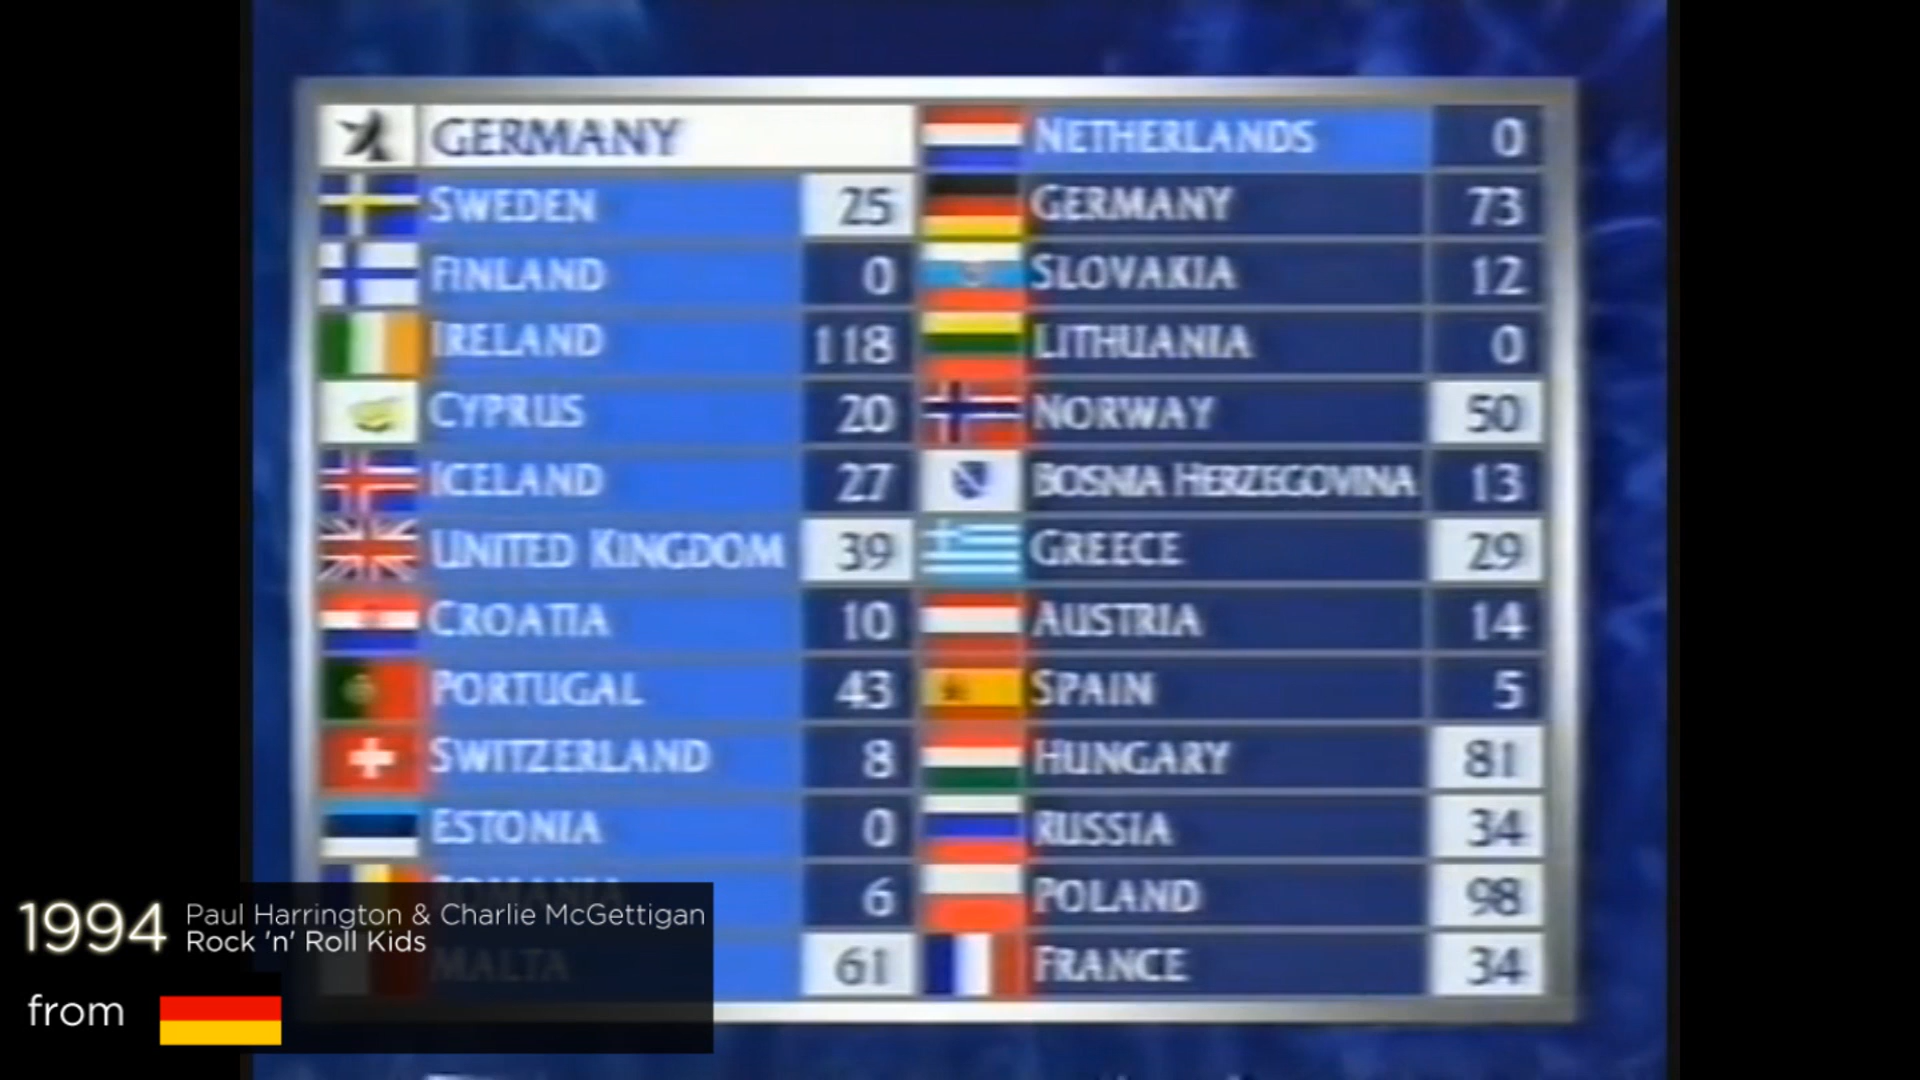 GERMANY
SWEDEN 25
FINLAND 0
IRELAND 118
CYPRUS 20
ICELAND 27
UNITED KINGDOM 39
CROATIA 10
PORTUGAL 43
SWITZERLAND 8
ESTONIA 0
ROMANIA 6
MALTA 61
NETHERLANDS 0
GERMANY 73
SLOVAKIA 12
LITHUANIA 0
NORWAY 50
BOSNIA HERZEGOVINA 13
GREECE 29
AUSTRIA 14
SPAIN 5
HUNGARY 81
RUSSIA 34
POLAND 98
FRANCE 34
1994 Paul Harrington & Charlie McGettigan
Rock 'n' Roll Kids
from